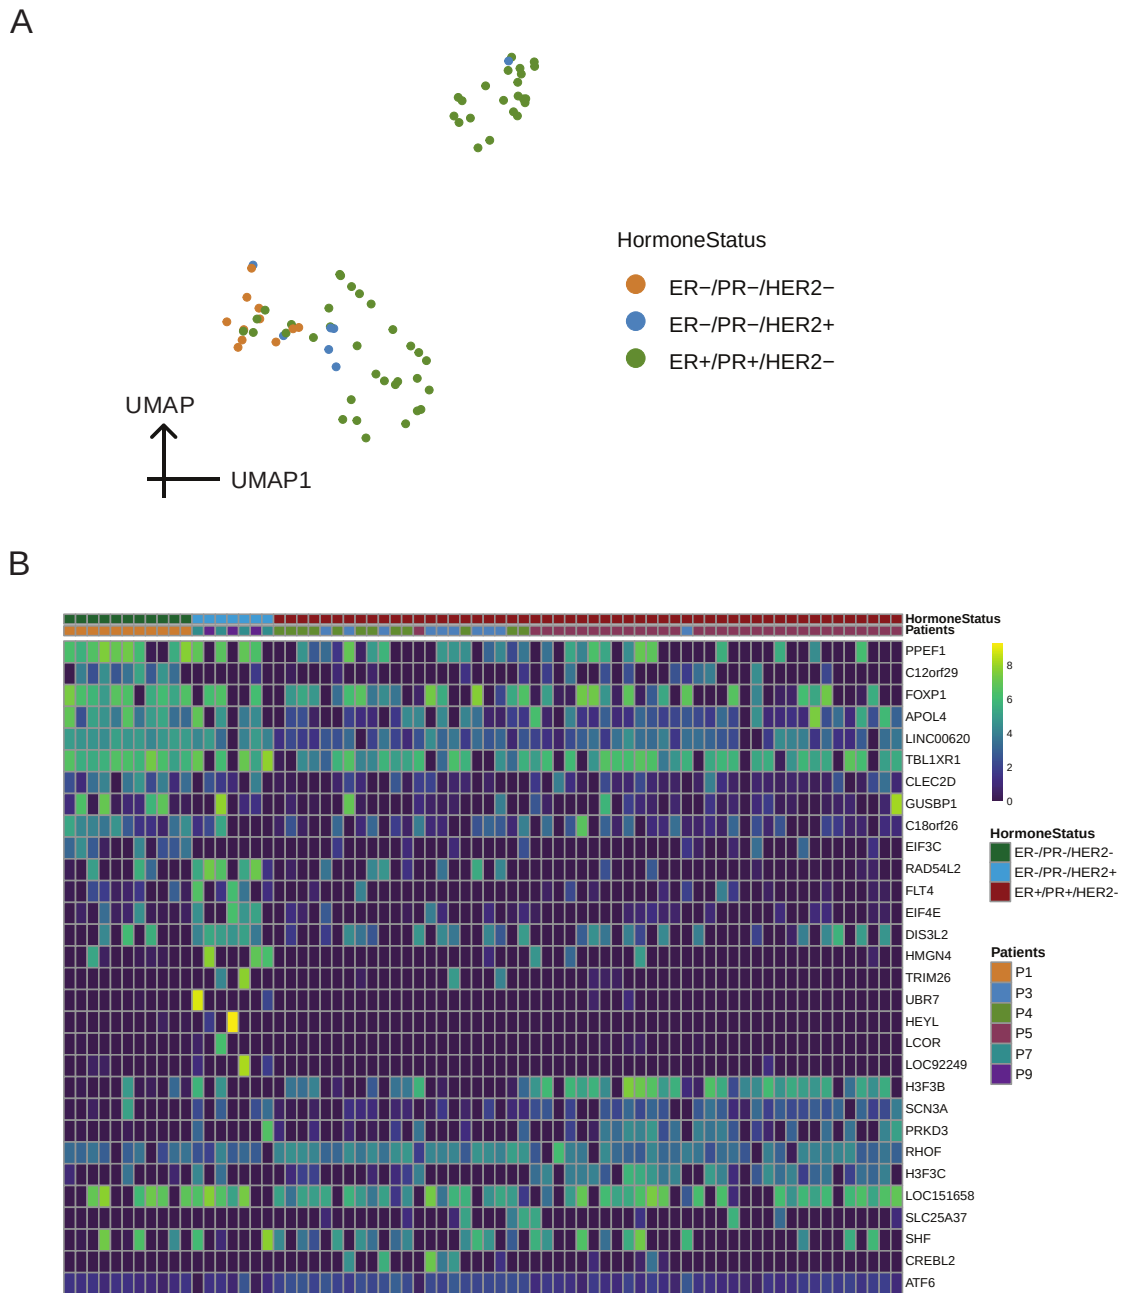 A
HormoneStatus
ER−/PR−/HER2−
ER−/PR−/HER2+
ER+/PR+/HER2−
UMAP
UMAP1
B
HormoneStatus
Patients
PPEF1
C12orf29
FOXP1
APOL4
LINC00620
TBL1XR1
CLEC2D
GUSBP1
C18orf26
EIF3C
RAD54L2
FLT4
EIF4E
DIS3L2
HMGN4
TRIM26
UBR7
HEYL
LCOR
LOC92249
H3F3B
SCN3A
PRKD3
RHOF
H3F3C
LOC151658
SLC25A37
SHF
CREBL2
ATF6
8
6
4
2
0
HormoneStatus
ER-/PR-/HER2-
ER-/PR-/HER2+
ER+/PR+/HER2-
Patients
P1
P3
P4
P5
P7
P9